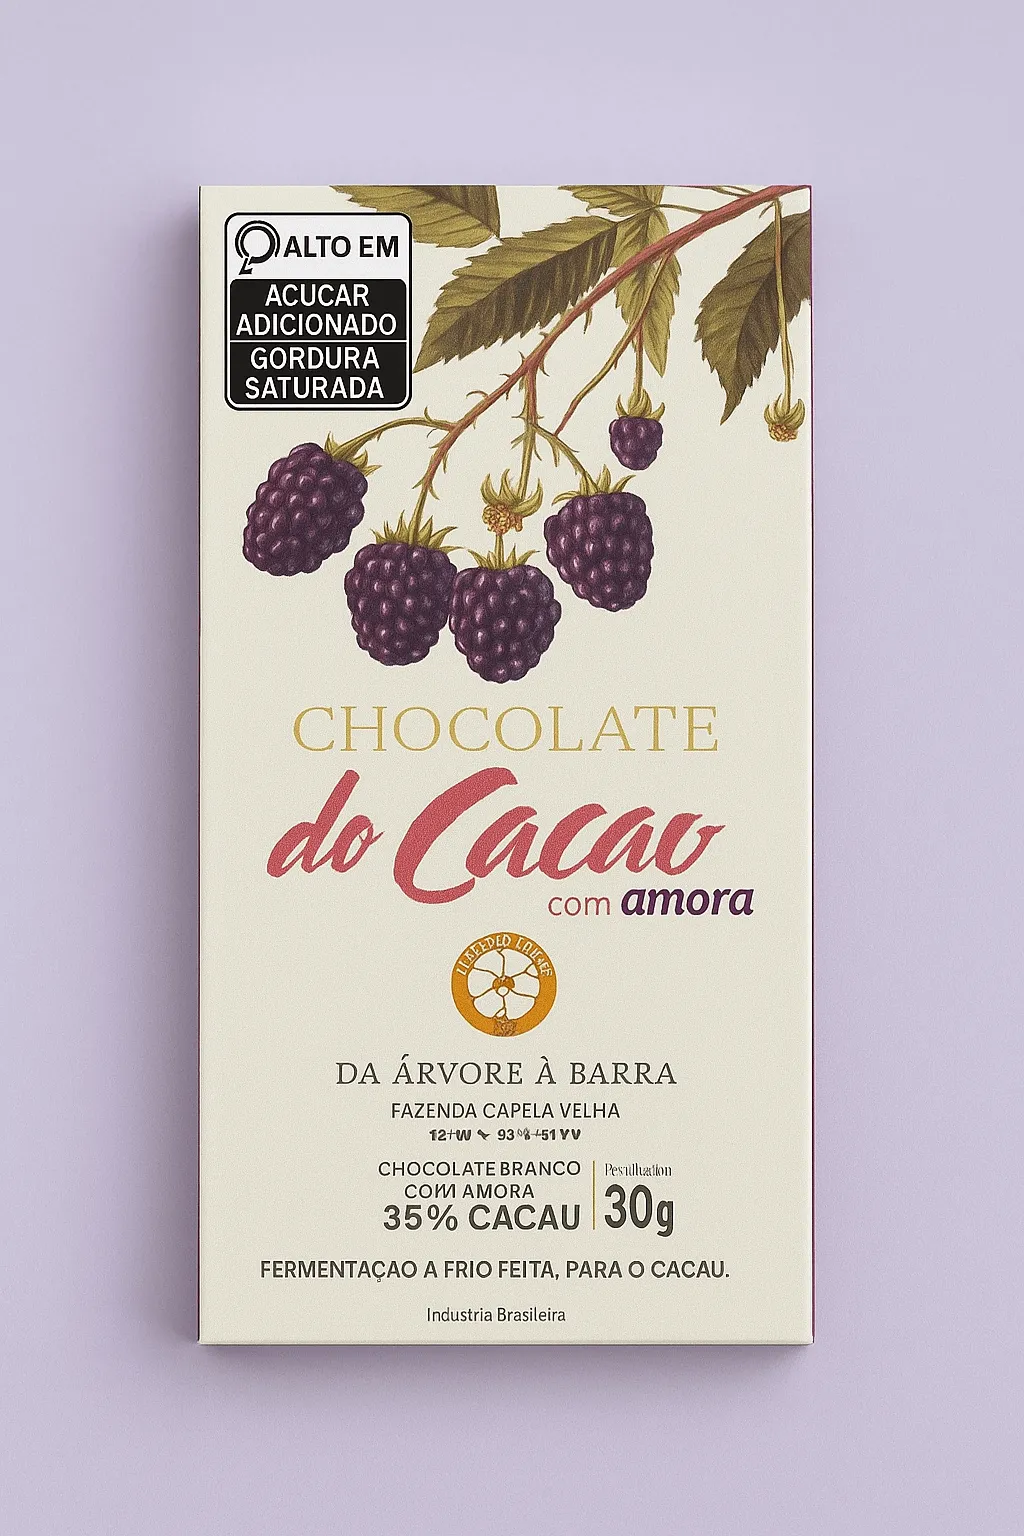 ALTO EM
ACUCAR
ADICIONADO
GORDURA
SATURADA
CHOCOLATE
do Cacau
com amora
DA ÁRVORE À BARRA
FAZENDA CAPELA VELHA
CHOCOLATE BRANCO
COM AMORA
35% CACAU
30g
FERMENTAÇAO A FRIO FEITA, PARA O CACAU.
Industria Brasileira